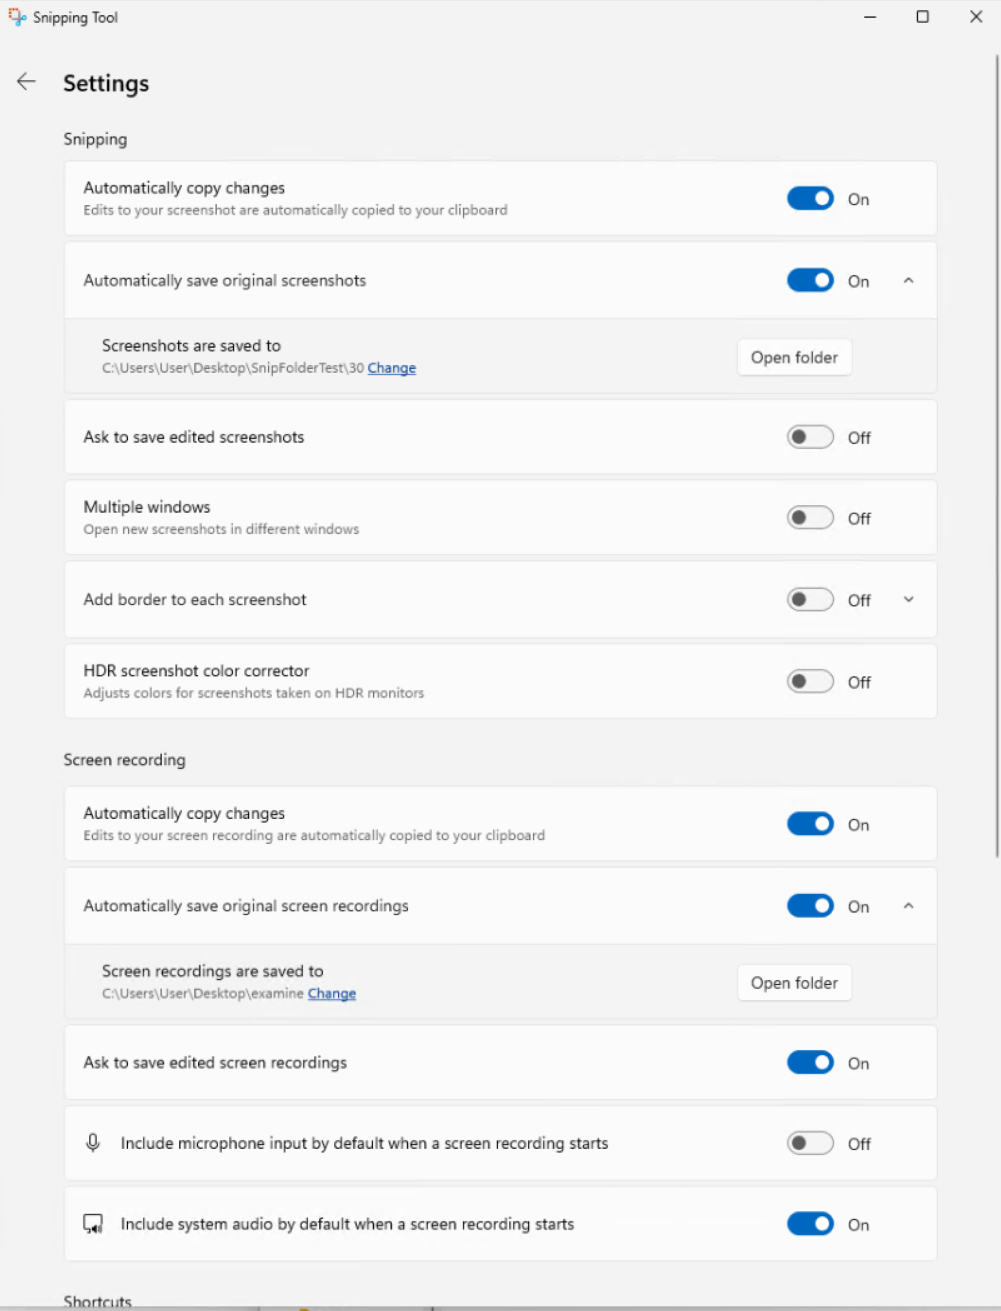 Snipping Tool
Settings
Snipping
Automatically copy changes
Edits to your screenshot are automatically copied to your clipboard
On
Automatically save original screenshots
On
Screenshots are saved to
C:\Users\User\Desktop\SnipFolderTest\30 Change
Open folder
Ask to save edited screenshots
Off
Multiple windows
Open new screenshots in different windows
Off
Add border to each screenshot
Off
HDR screenshot color corrector
Adjusts colors for screenshots taken on HDR monitors
Off
Screen recording
Automatically copy changes
Edits to your screen recording are automatically copied to your clipboard
On
Automatically save original screen recordings
On
Screen recordings are saved to
C:\Users\User\Desktop\examine Change
Open folder
Ask to save edited screen recordings
On
Include microphone input by default when a screen recording starts
Off
Include system audio by default when a screen recording starts
On
Shortcuts